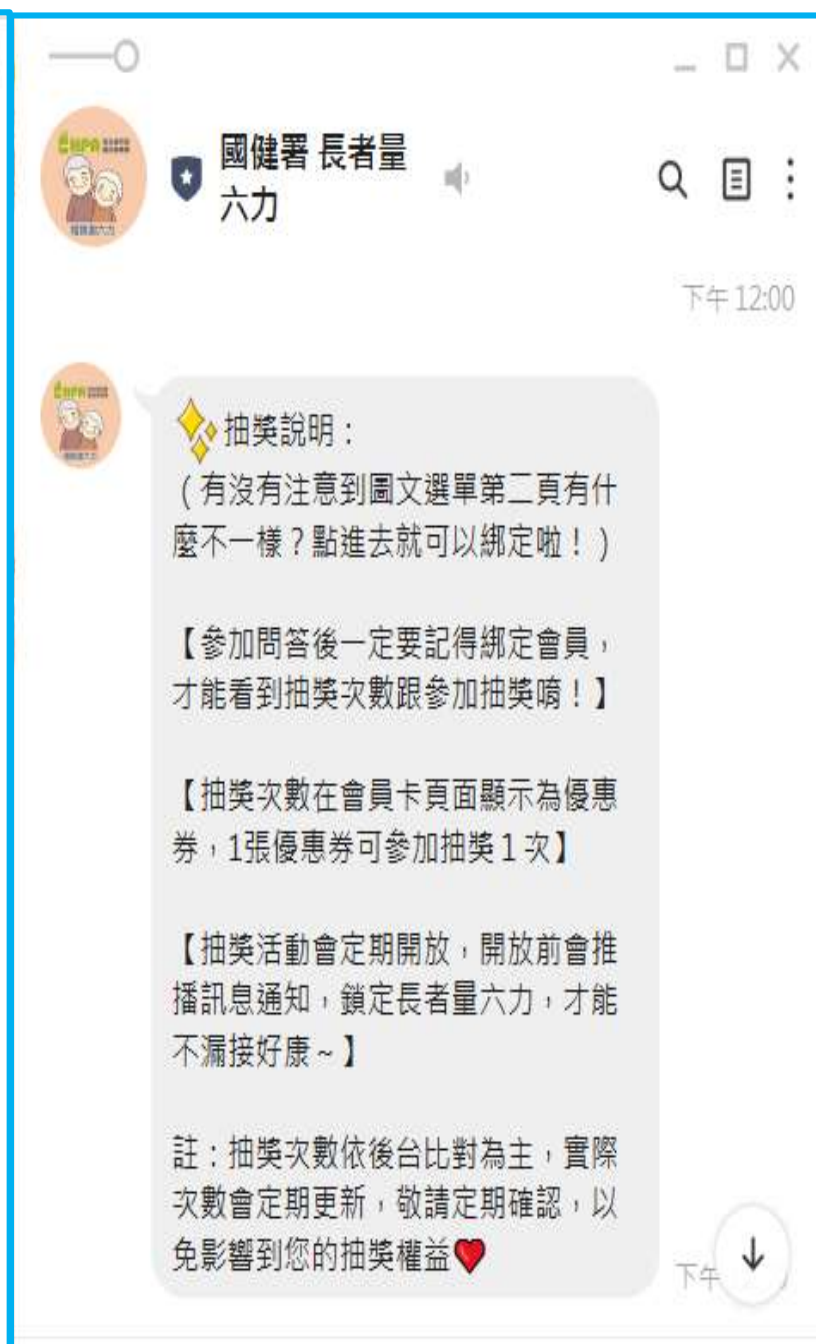 國健署 長者量
六力
下午 12:00
抽獎說明：
（有沒有注意到圖文選單第二頁有什
麼不一樣？點進去就可以綁定啦！）
【參加問答後一定要記得綁定會員，
才能看到抽獎次數跟參加抽獎唷！】
【抽獎次數在會員卡頁面顯示為優惠
券，1張優惠券可參加抽獎 1 次】
【抽獎活動會定期開放，開放前會推
播訊息通知，鎖定長者量六力，才能
不漏接好康~】
註：抽獎次數依後台比對為主，實際
次數會定期更新，敬請定期確認，以
免影響到您的抽獎權益
下午